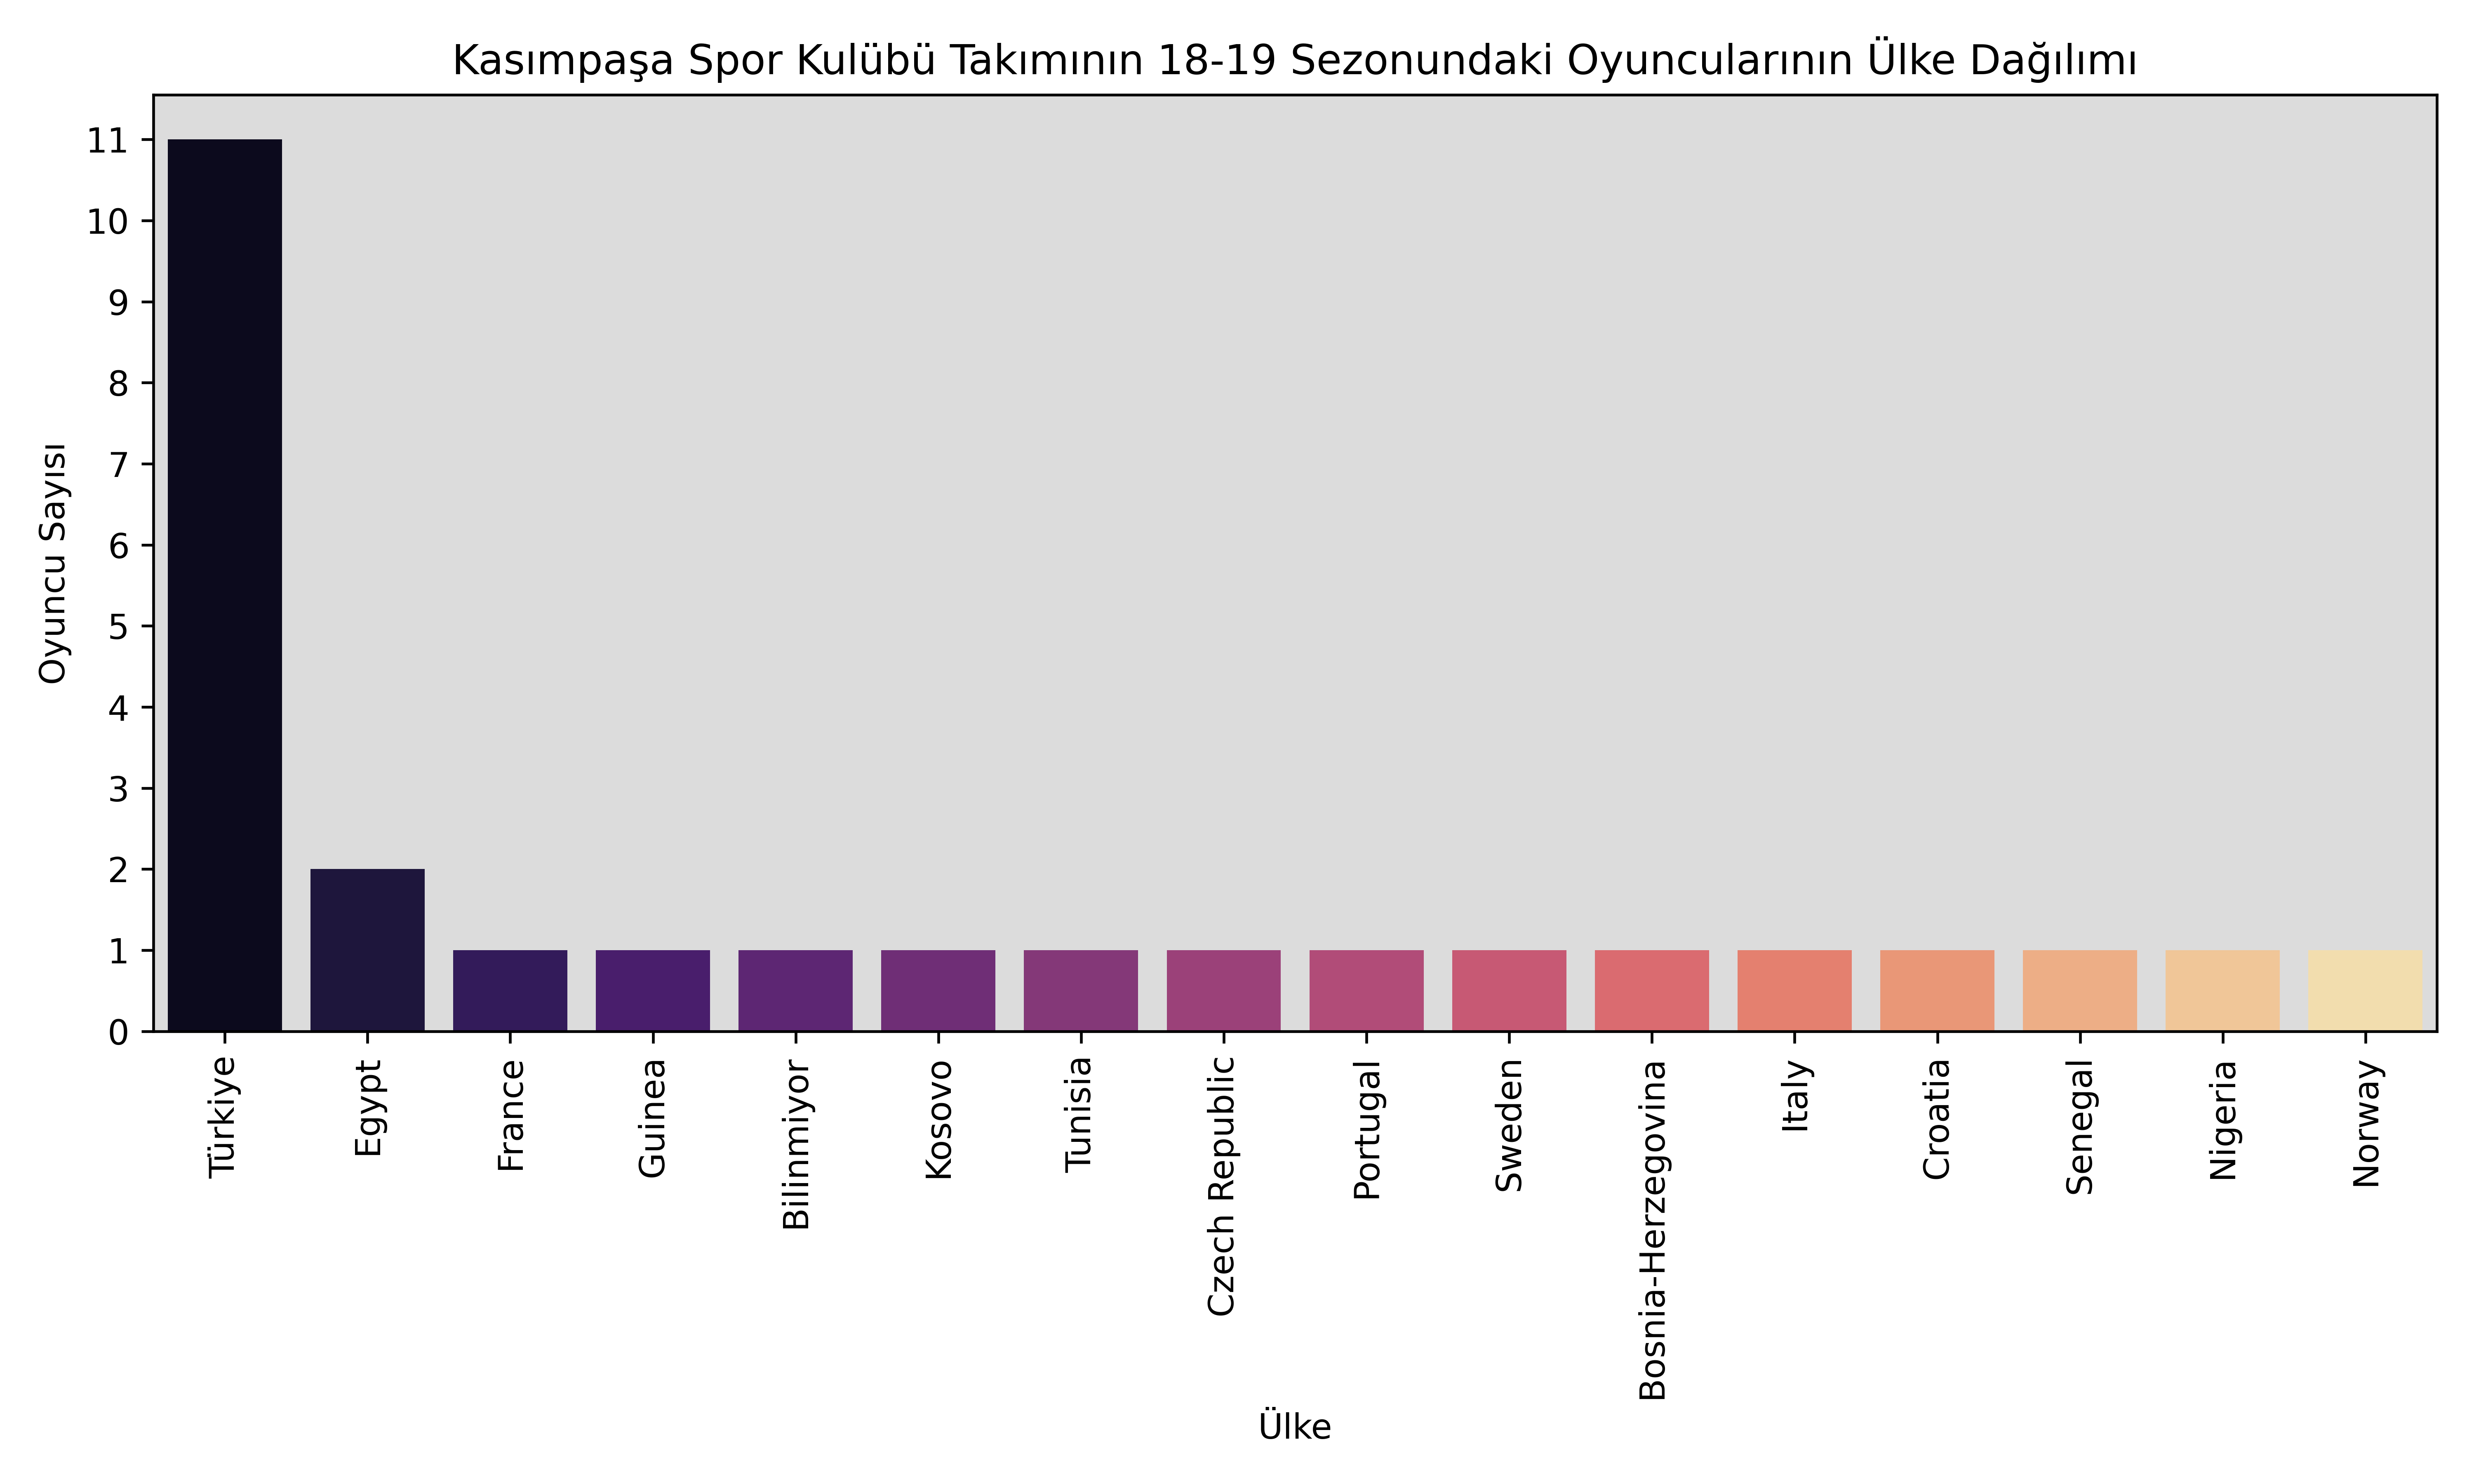 Kasımpaşa Spor Kulübü Takımının 18-19 Sezonundaki Oyuncularının Ülke Dağılımı
Oyuncu Sayısı
11
10
9
8
7
6
5
4
3
2
1
0
Türkiye
Egypt
France
Guinea
Bilinmiyor
Kosovo
Tunisia
Czech Republic
Portugal
Sweden
Bosnia-Herzegovina
Italy
Croatia
Senegal
Nigeria
Norway
Ülke